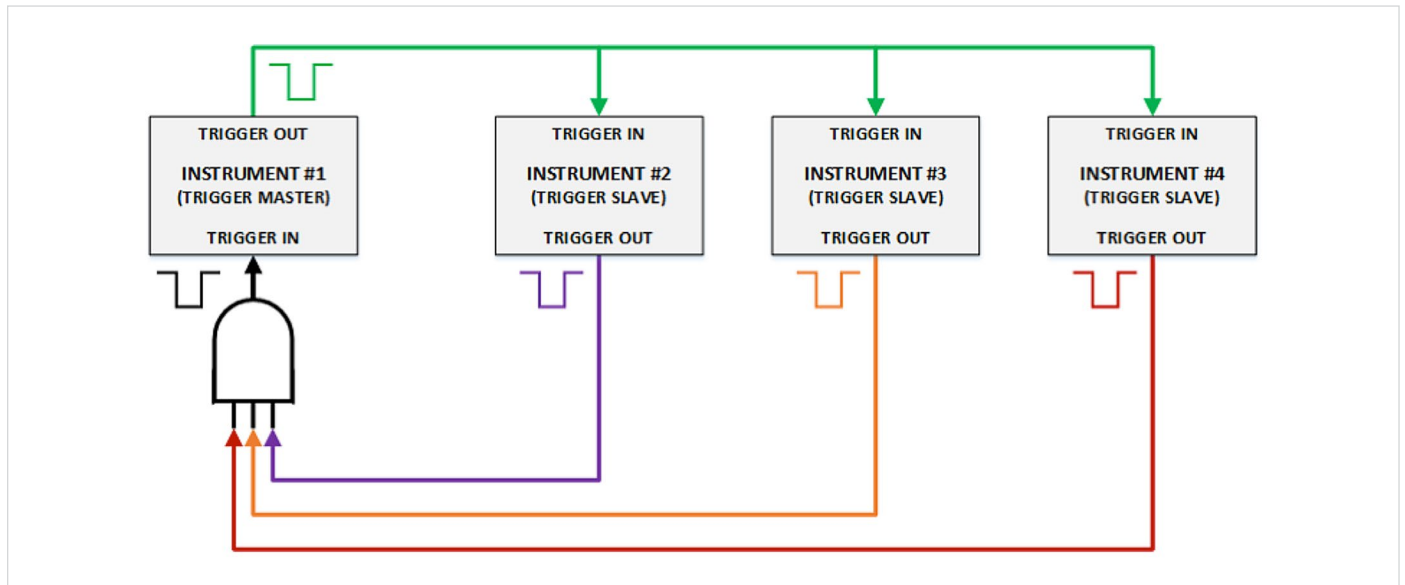 TRIGGER OUT
INSTRUMENT #1
(TRIGGER MASTER)
TRIGGER IN
TRIGGER IN
INSTRUMENT #2
(TRIGGER SLAVE)
TRIGGER OUT
TRIGGER IN
INSTRUMENT #3
(TRIGGER SLAVE)
TRIGGER OUT
TRIGGER IN
INSTRUMENT #4
(TRIGGER SLAVE)
TRIGGER OUT